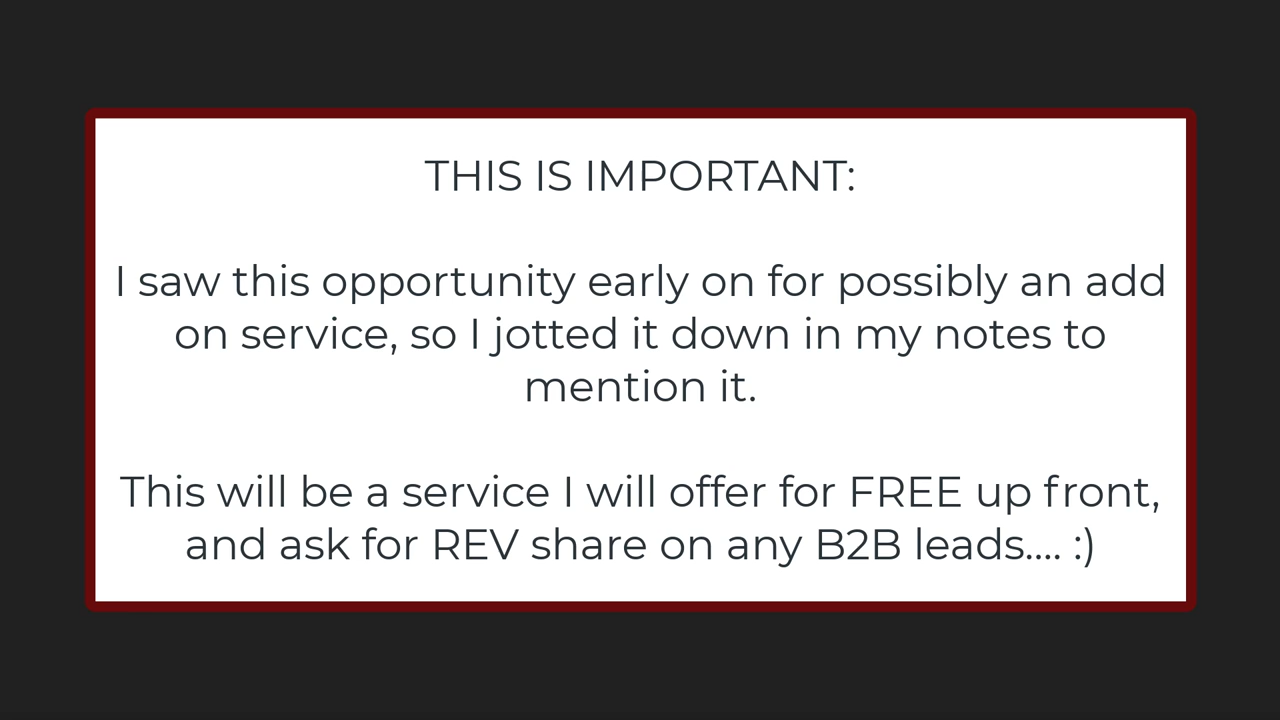 THIS IS IMPORTANT:
I saw this opportunity early on for possibly an add
on service, so I jotted it down in my notes to
mention it.
This will be a service I will offer for FREE up front,
and ask for REV share on any B2B leads.... :)